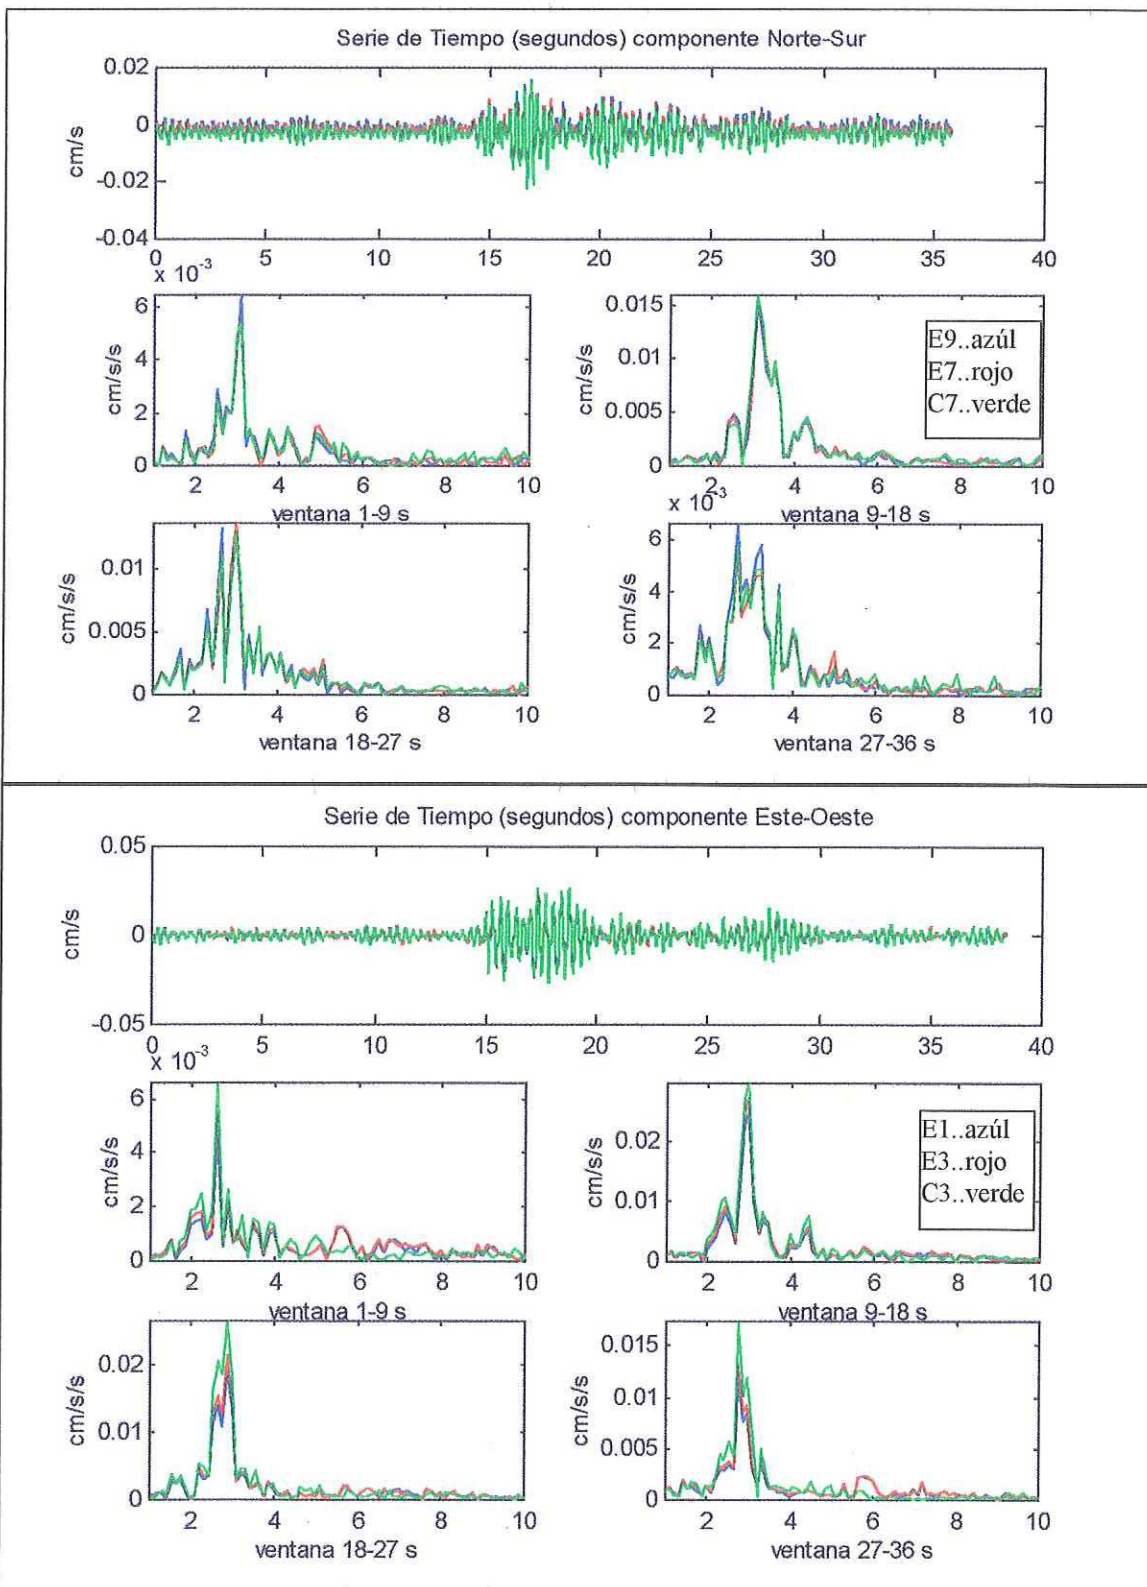 Serie de Tiempo (segundos) componente Norte-Sur
0.02
0
-0.02
-0.04
cm/s
0 5 10 15 20 25 30 35 40
x 10-3
6
4
2
0
cm/s/s
2 4 6 8 10
ventana 1-9 s
0.015
0.01
0.005
0
cm/s/s
E9..azúl
E7..rojo
C7..verde
2 4 6 8 10
ventana 9-18 s
0.01
0.005
0
cm/s/s
2 4 6 8 10
ventana 18-27 s
x 10-3
6
4
2
0
cm/s/s
2 4 6 8 10
ventana 27-36 s
Serie de Tiempo (segundos) componente Este-Oeste
0.05
0
-0.05
cm/s
0 5 10 15 20 25 30 35 40
x 10-3
6
4
2
0
cm/s/s
2 4 6 8 10
ventana 1-9 s
0.02
0.01
0
cm/s/s
E1..azúl
E3..rojo
C3..verde
2 4 6 8 10
ventana 9-18 s
0.02
0.01
0
cm/s/s
2 4 6 8 10
ventana 18-27 s
0.015
0.01
0.005
0
cm/s/s
2 4 6 8 10
ventana 27-36 s